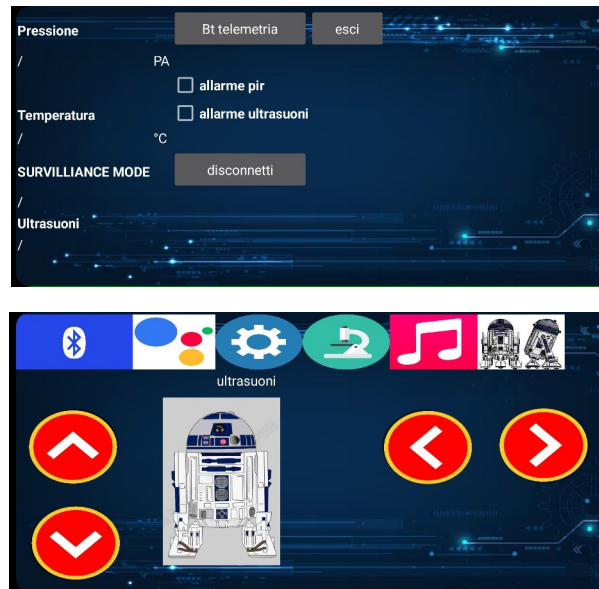 Pressione
Bt telemetria
esci
/ PA
allarme pir
Temperatura
allarme ultrasuoni
/ °C
SURVILLIANCE MODE
disconnetti
/
Ultrasuoni
/
ultrasuoni